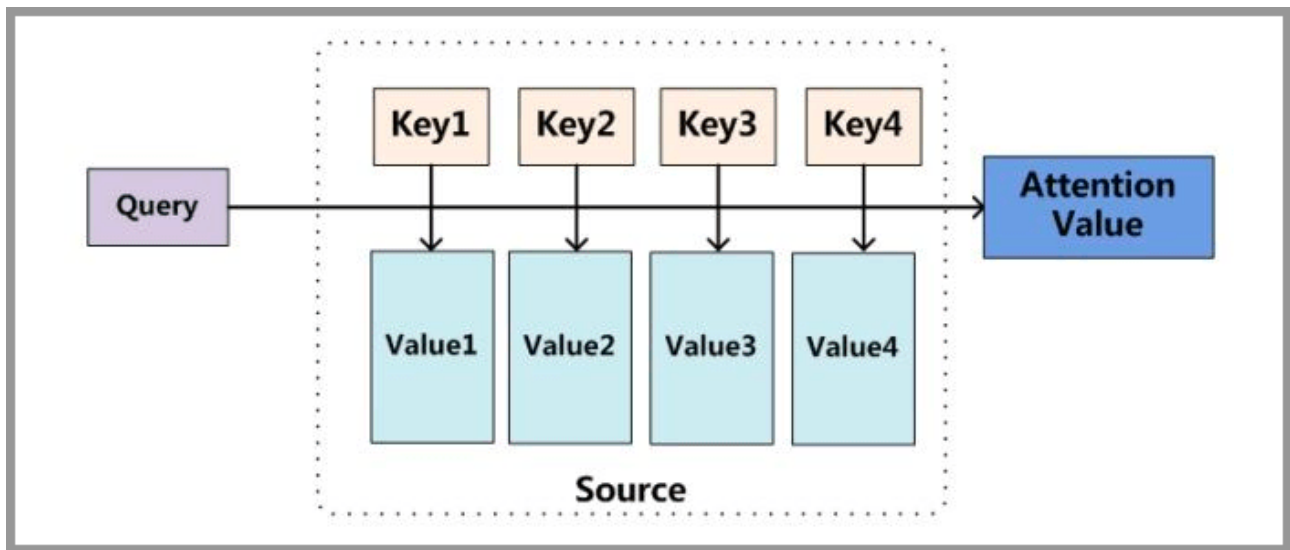 Key1 Key2 Key3 Key4
Query
Attention
Value
Value1 Value2 Value3 Value4
Source